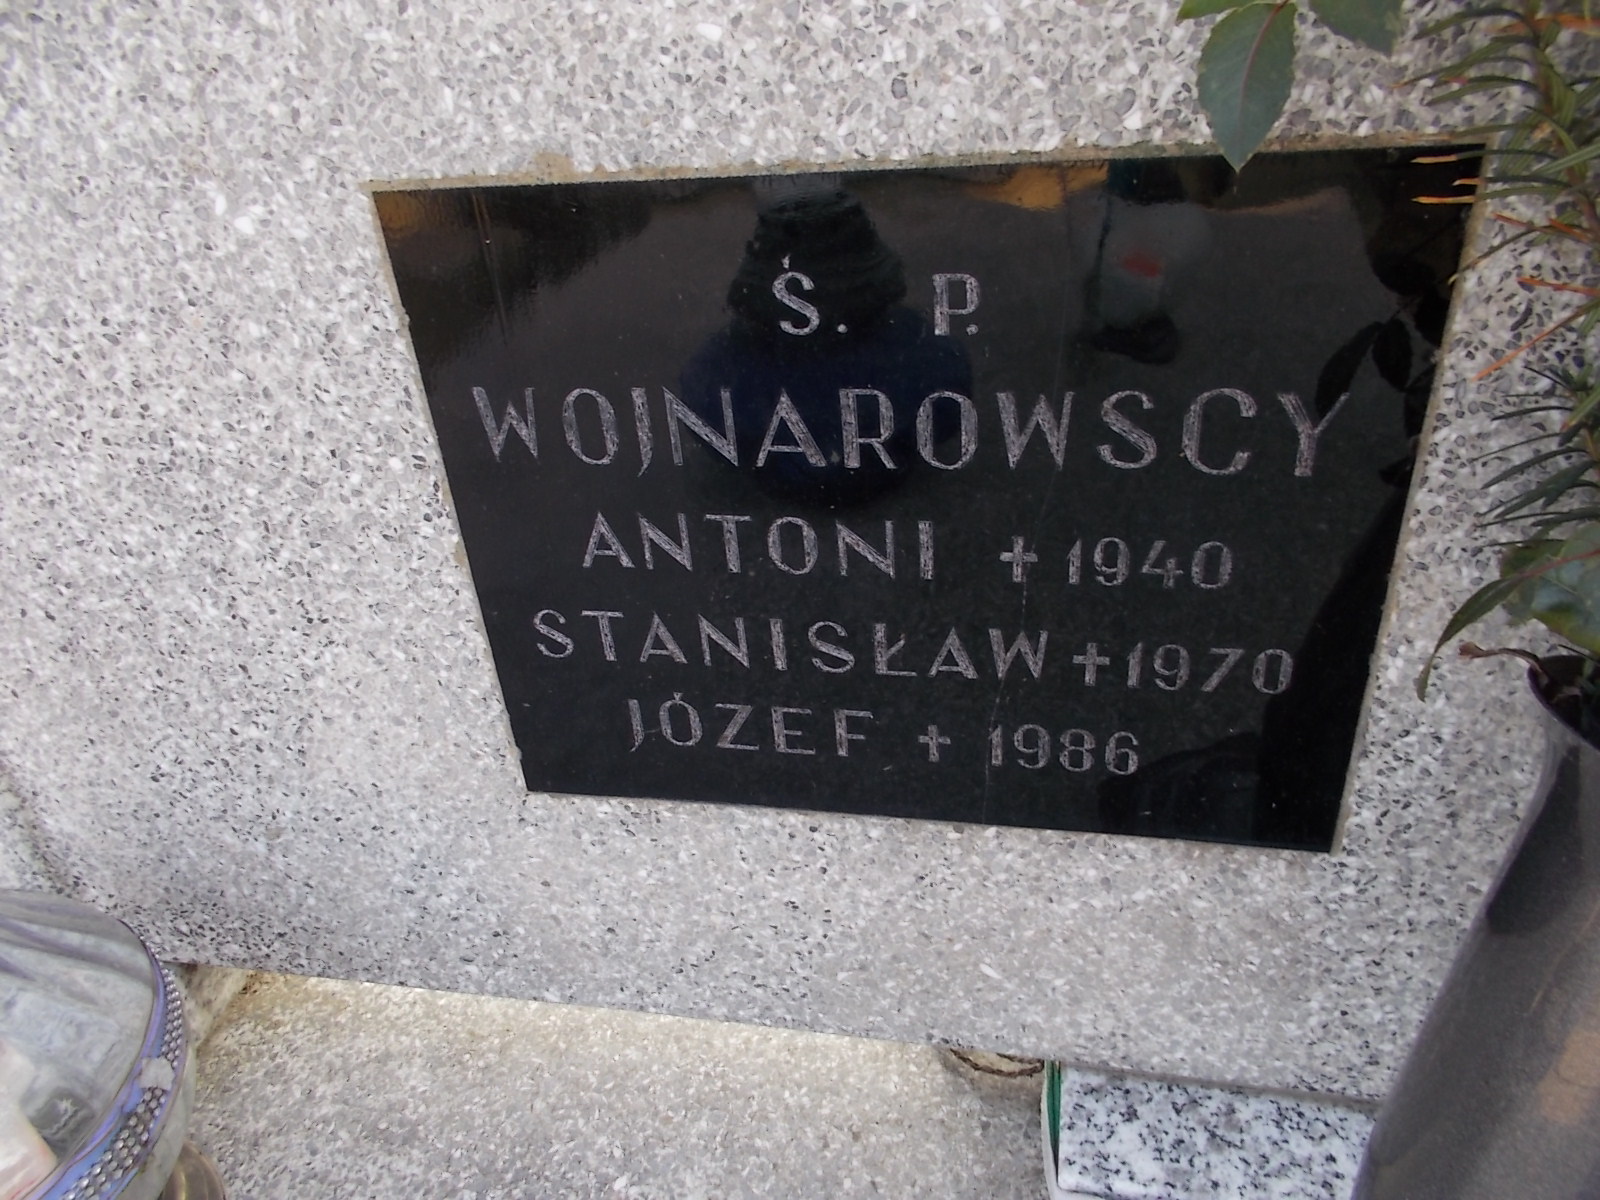 Ś. P.
WOJNAROWSCY
ANTONI + 1940
STANISŁAW + 1970
JÓZEF + 1986